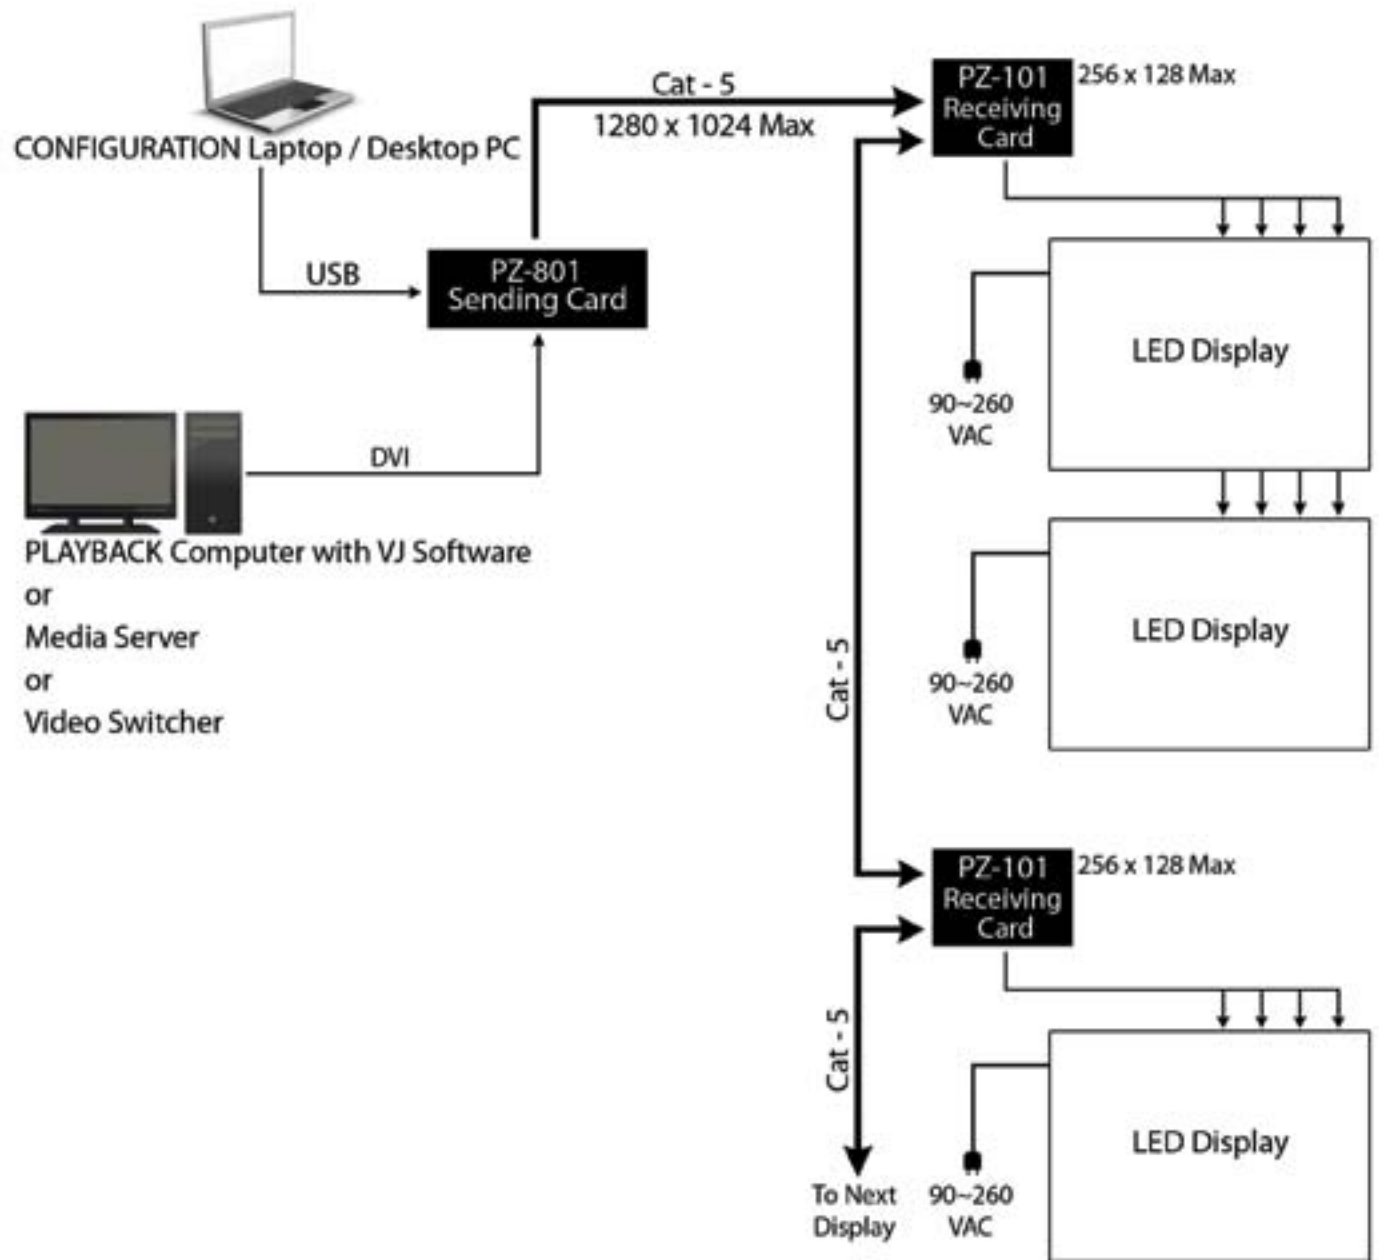 CONFIGURATION Laptop / Desktop PC
USB
PZ-801
Sending Card
DVI
PLAYBACK Computer with VJ Software
or
Media Server
or
Video Switcher
Cat - 5
1280 x 1024 Max
PZ-101
Receiving
Card
256 x 128 Max
LED Display
90~260
VAC
LED Display
90~260
VAC
Cat - 5
PZ-101
Receiving
Card
256 x 128 Max
Cat - 5
To Next
Display
LED Display
90~260
VAC